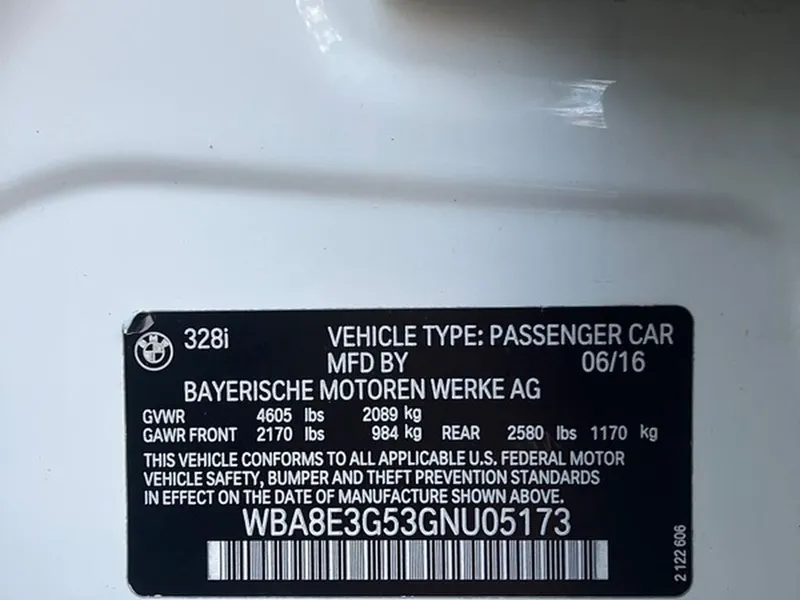 BMW 328i VEHICLE TYPE: PASSENGER CAR
MFD BY 06/16
BAYERISCHE MOTOREN WERKE AG
GVWR 4605 lbs 2089 kg
GAWR FRONT 2170 lbs 984 kg REAR 2580 lbs 1170 kg
THIS VEHICLE CONFORMS TO ALL APPLICABLE U.S. FEDERAL MOTOR
VEHICLE SAFETY, BUMPER AND THEFT PREVENTION STANDARDS
IN EFFECT ON THE DATE OF MANUFACTURE SHOWN ABOVE.
WBA8E3G53GNU05173
2 122 606